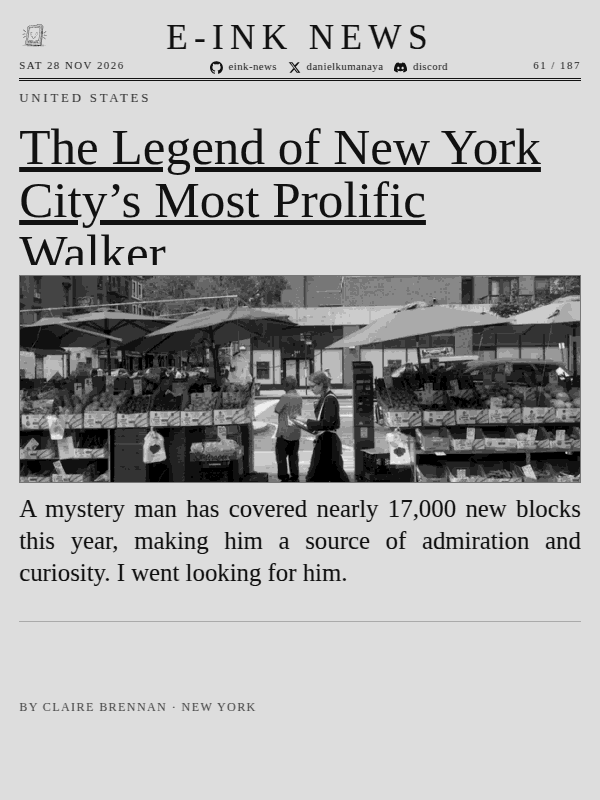 E-INK NEWS
SAT 28 NOV 2026
eink-news
danielkumanaya
discord
61 / 187
UNITED STATES
The Legend of New York
City’s Most Prolific
Walker
A mystery man has covered nearly 17,000 new blocks
this year, making him a source of admiration and
curiosity. I went looking for him.
BY CLAIRE BRENNAN · NEW YORK